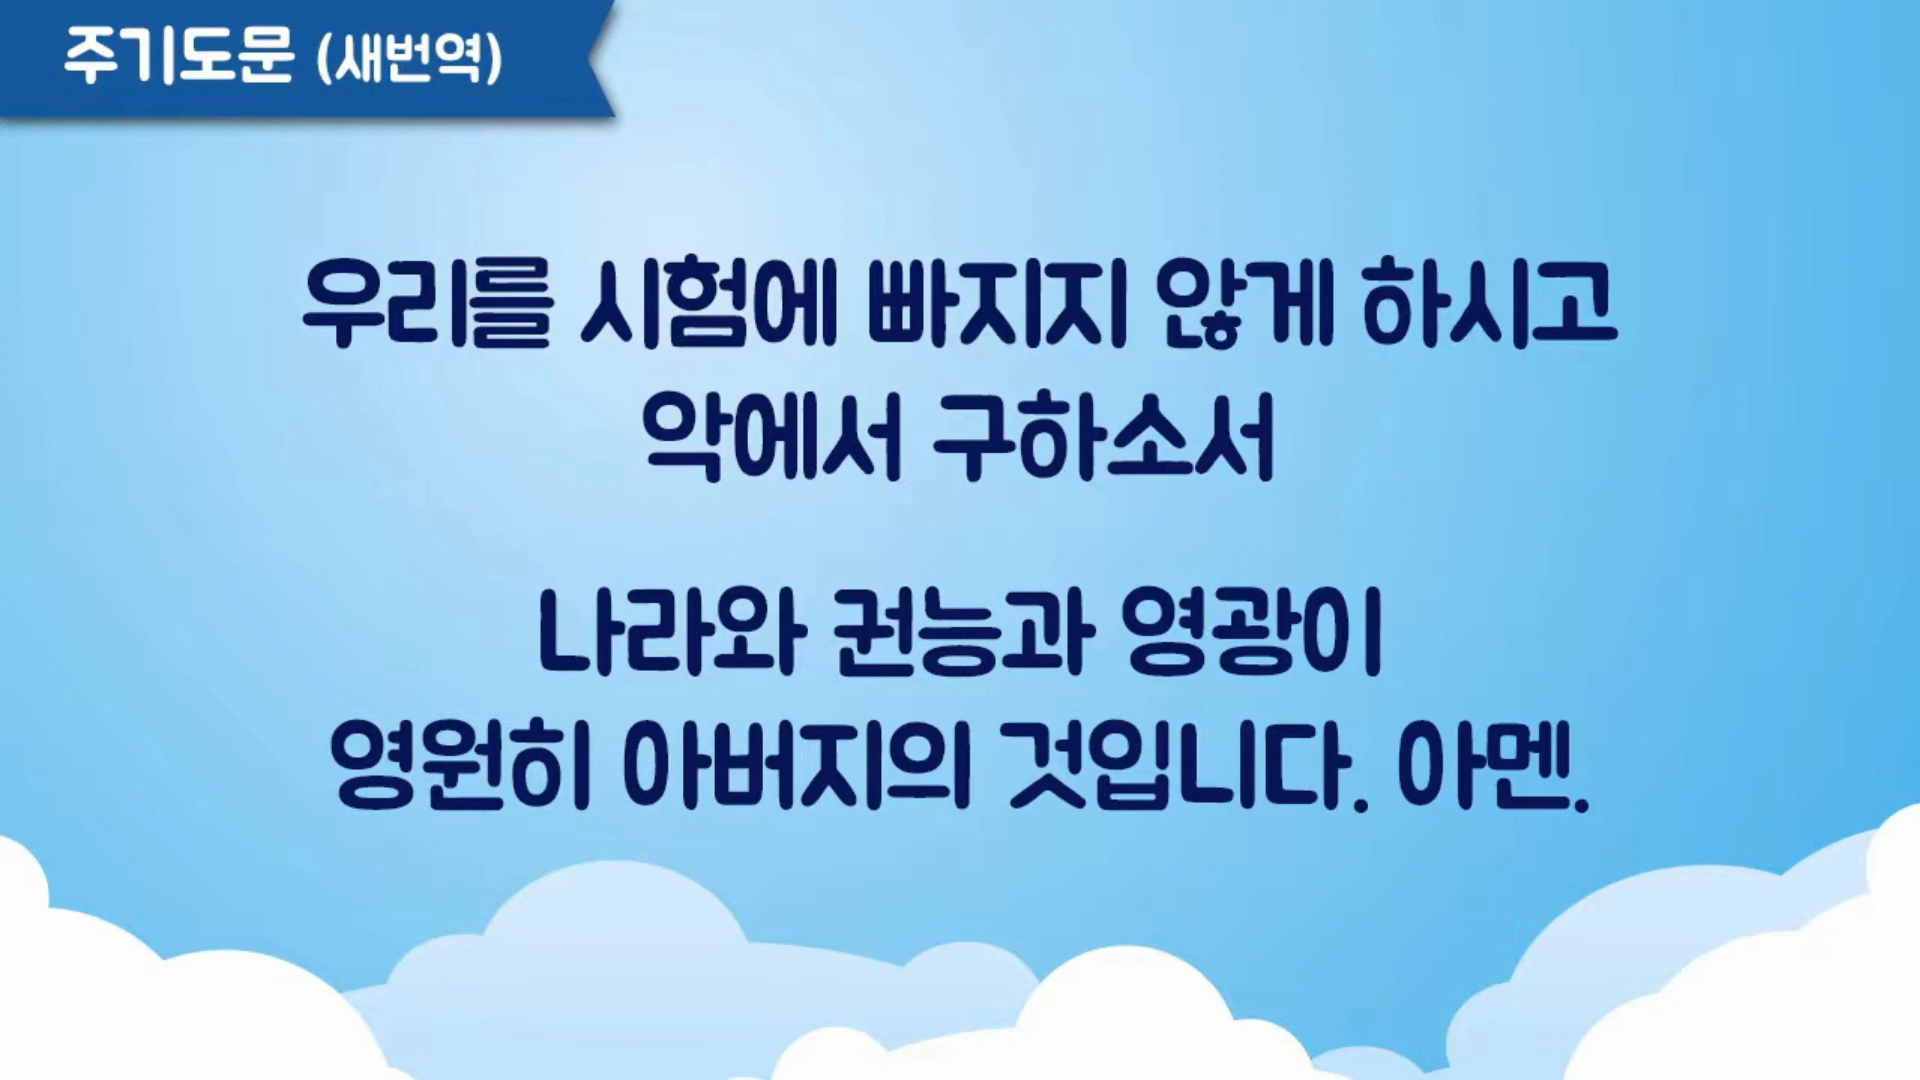 주기도문 (새번역)
우리를 시험에 빠지지 않게 하시고
악에서 구하소서
나라와 권능과 영광이
영원히 아버지의 것입니다. 아멘.